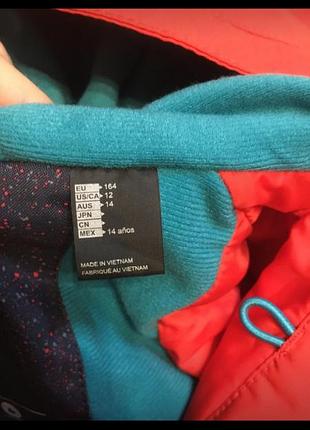 EU 164
US/CA 12
AUS 14
JPN
CN
MEX 14 años
MADE IN VIETNAM
FABRIQUÉ AU VIETNAM